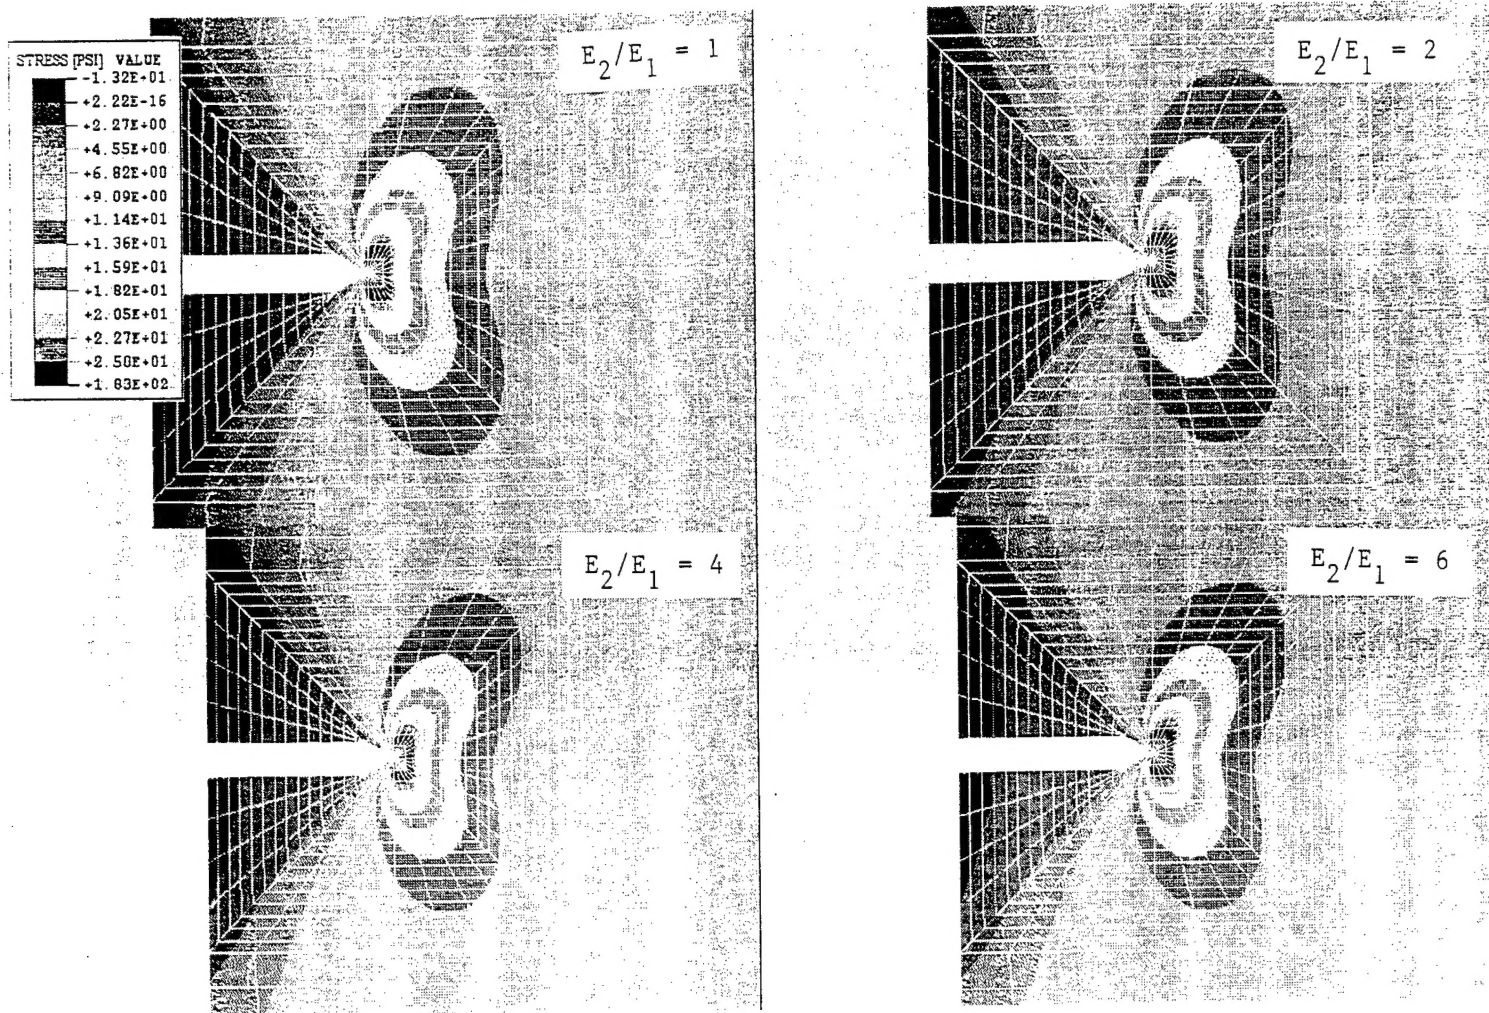 STRESS [PSI] VALUE
-1.32E+01
+2.22E-16
+2.27E+00
+4.55E+00
+6.82E+00
+9.09E+00
+1.14E+01
+1.36E+01
+1.59E+01
+1.82E+01
+2.05E+01
+2.27E+01
+2.50E+01
+1.83E+02
E2/E1 = 1
E2/E1 = 2
E2/E1 = 4
E2/E1 = 6